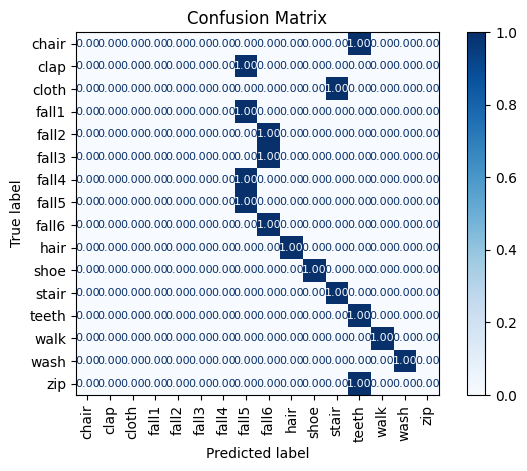 Confusion Matrix
chair 0.00 0.00 0.00 0.00 0.00 0.00 0.00 0.00 0.00 0.00 0.00 0.00 1.00 0.00 0.00 0.00
clap 0.00 0.00 0.00 0.00 0.00 0.00 0.00 1.00 0.00 0.00 0.00 0.00 0.00 0.00 0.00 0.00
cloth 0.00 0.00 0.00 0.00 0.00 0.00 0.00 0.00 0.00 0.00 0.00 1.00 0.00 0.00 0.00 0.00
fall1 0.00 0.00 0.00 0.00 0.00 0.00 0.00 1.00 0.00 0.00 0.00 0.00 0.00 0.00 0.00 0.00
fall2 0.00 0.00 0.00 0.00 0.00 0.00 0.00 0.00 1.00 0.00 0.00 0.00 0.00 0.00 0.00 0.00
fall3 0.00 0.00 0.00 0.00 0.00 0.00 0.00 0.00 1.00 0.00 0.00 0.00 0.00 0.00 0.00 0.00
fall4 0.00 0.00 0.00 0.00 0.00 0.00 0.00 1.00 0.00 0.00 0.00 0.00 0.00 0.00 0.00 0.00
fall5 0.00 0.00 0.00 0.00 0.00 0.00 0.00 1.00 0.00 0.00 0.00 0.00 0.00 0.00 0.00 0.00
fall6 0.00 0.00 0.00 0.00 0.00 0.00 0.00 0.00 1.00 0.00 0.00 0.00 0.00 0.00 0.00 0.00
hair 0.00 0.00 0.00 0.00 0.00 0.00 0.00 0.00 0.00 1.00 0.00 0.00 0.00 0.00 0.00 0.00
shoe 0.00 0.00 0.00 0.00 0.00 0.00 0.00 0.00 0.00 0.00 1.00 0.00 0.00 0.00 0.00 0.00
stair 0.00 0.00 0.00 0.00 0.00 0.00 0.00 0.00 0.00 0.00 0.00 1.00 0.00 0.00 0.00 0.00
teeth 0.00 0.00 0.00 0.00 0.00 0.00 0.00 0.00 0.00 0.00 0.00 0.00 1.00 0.00 0.00 0.00
walk 0.00 0.00 0.00 0.00 0.00 0.00 0.00 0.00 0.00 0.00 0.00 0.00 0.00 1.00 0.00 0.00
wash 0.00 0.00 0.00 0.00 0.00 0.00 0.00 0.00 0.00 0.00 0.00 0.00 0.00 0.00 1.00 0.00
zip 0.00 0.00 0.00 0.00 0.00 0.00 0.00 0.00 0.00 0.00 0.00 0.00 1.00 0.00 0.00 0.00
True label
chair clap cloth fall1 fall2 fall3 fall4 fall5 fall6 hair shoe stair teeth walk wash zip
Predicted label
1.0
0.8
0.6
0.4
0.2
0.0